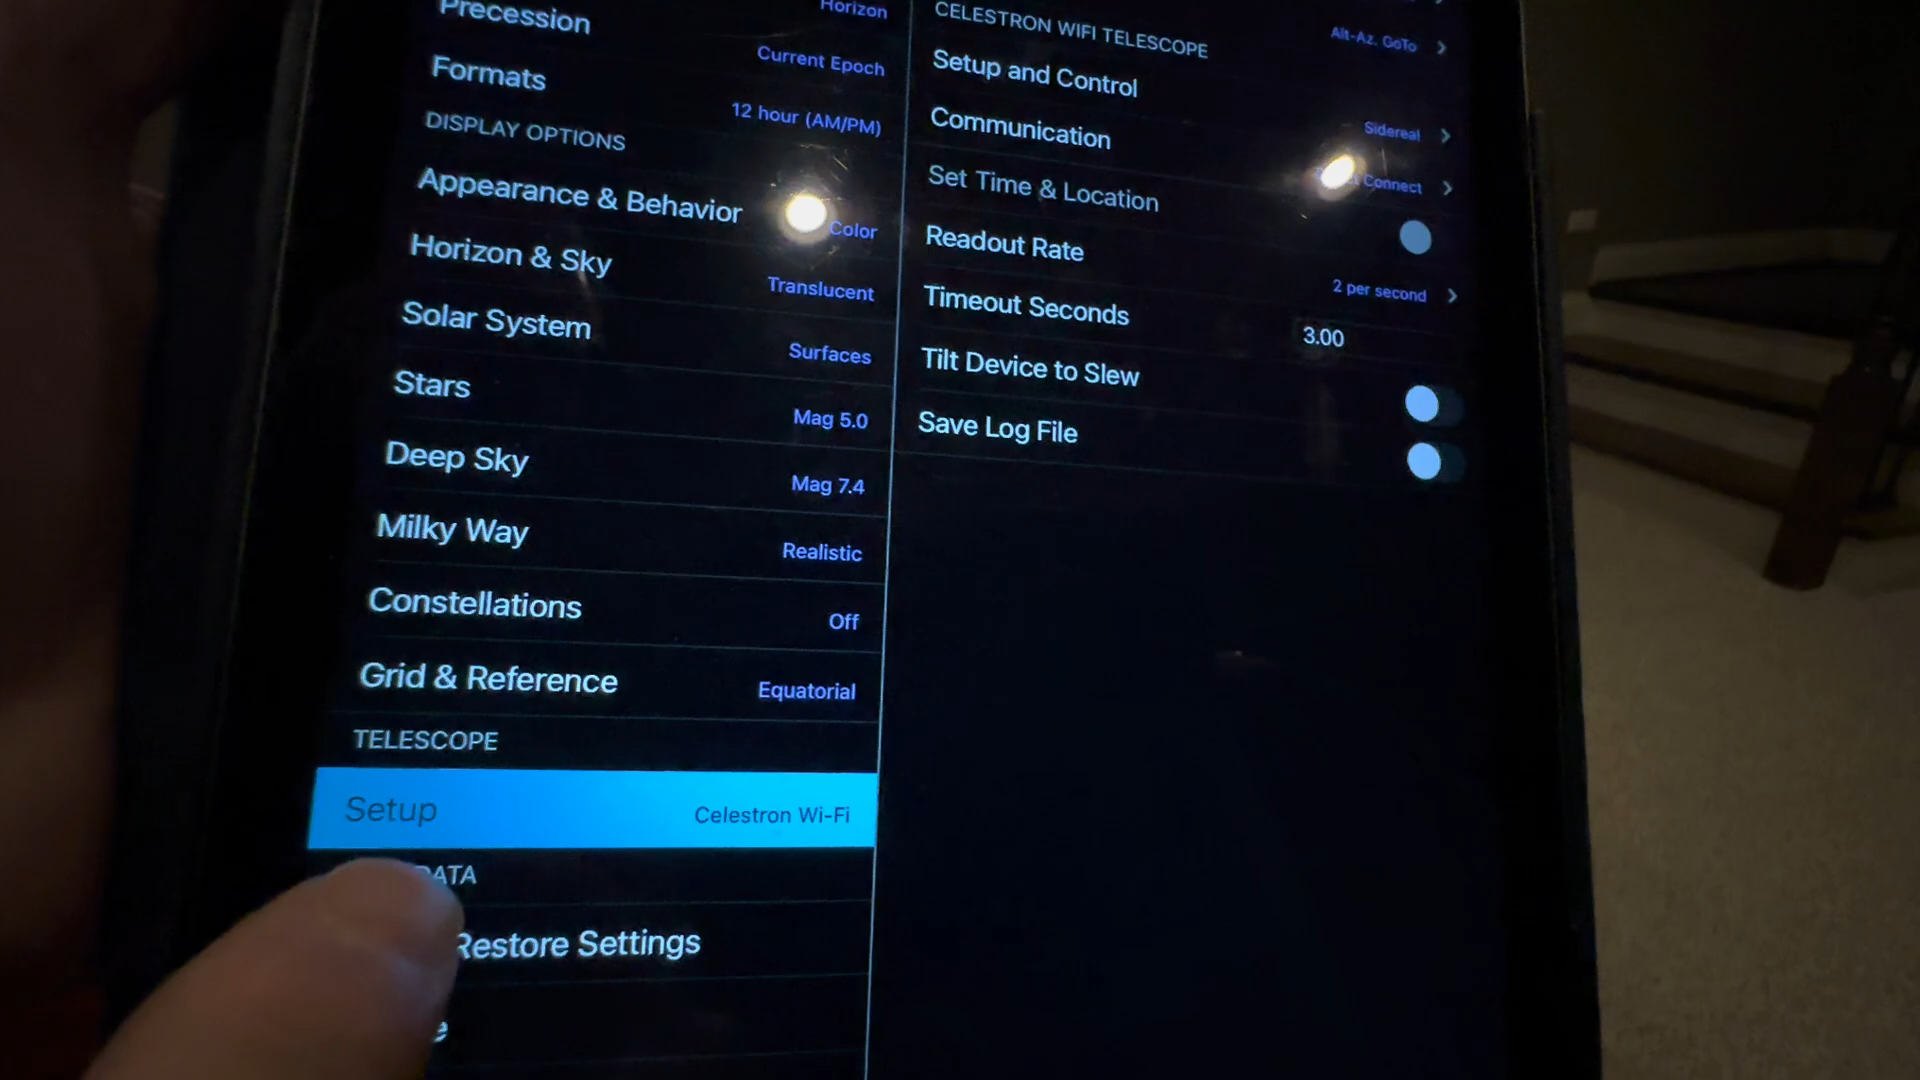 Precession
Horizon
Formats
Current Epoch
12 hour (AM/PM)
DISPLAY OPTIONS
Appearance & Behavior
Color
Horizon & Sky
Translucent
Solar System
Surfaces
Stars
Mag 5.0
Deep Sky
Mag 7.4
Milky Way
Realistic
Constellations
Off
Grid & Reference
Equatorial
TELESCOPE
Setup
Celestron Wi-Fi
Restore Settings
CELESTRON WIFI TELESCOPE
Alt-Az. GoTo
Setup and Control
Sidereal
Communication
Connect
Set Time & Location
Readout Rate
2 per second
Timeout Seconds
3.00
Tilt Device to Slew
Save Log File